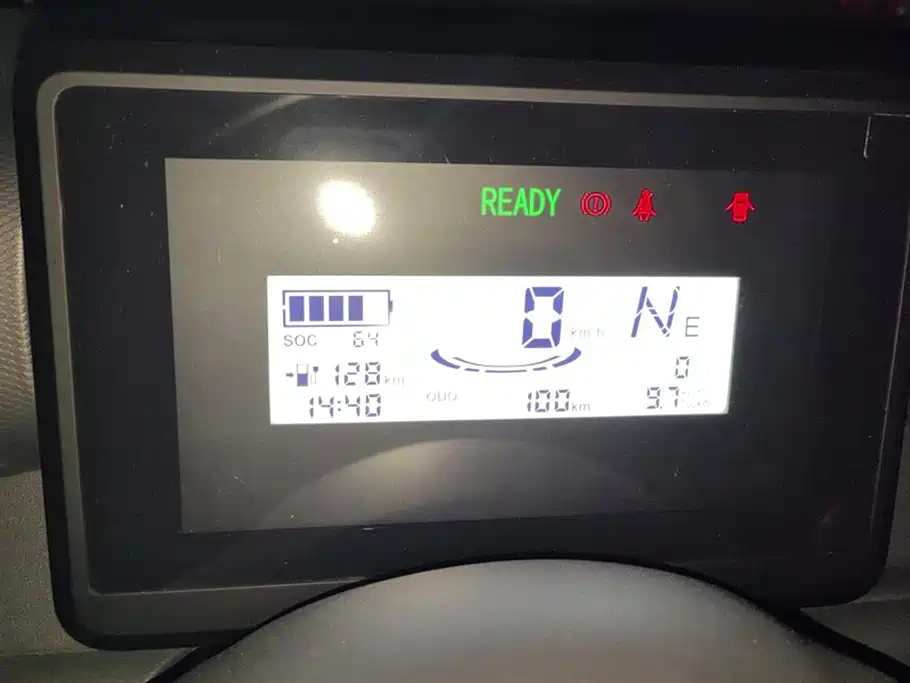 READY
0 km/h N E
SOC 64
128 km 0
14:40 ODO 100 km 9.7